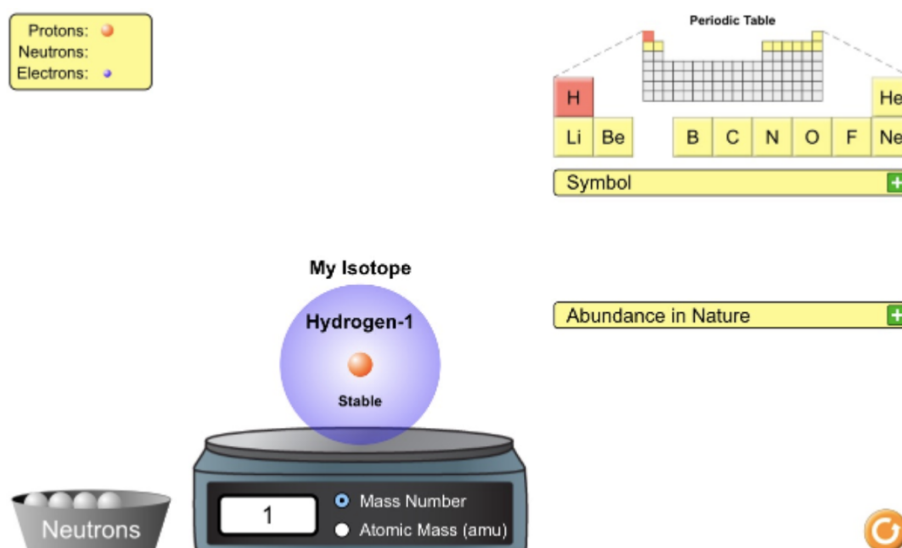 Protons:
Neutrons:
Electrons:
Periodic Table
H
He
Li Be B C N O F Ne
Symbol
My Isotope
Hydrogen-1
Stable
Abundance in Nature
Neutrons
1
Mass Number
Atomic Mass (amu)